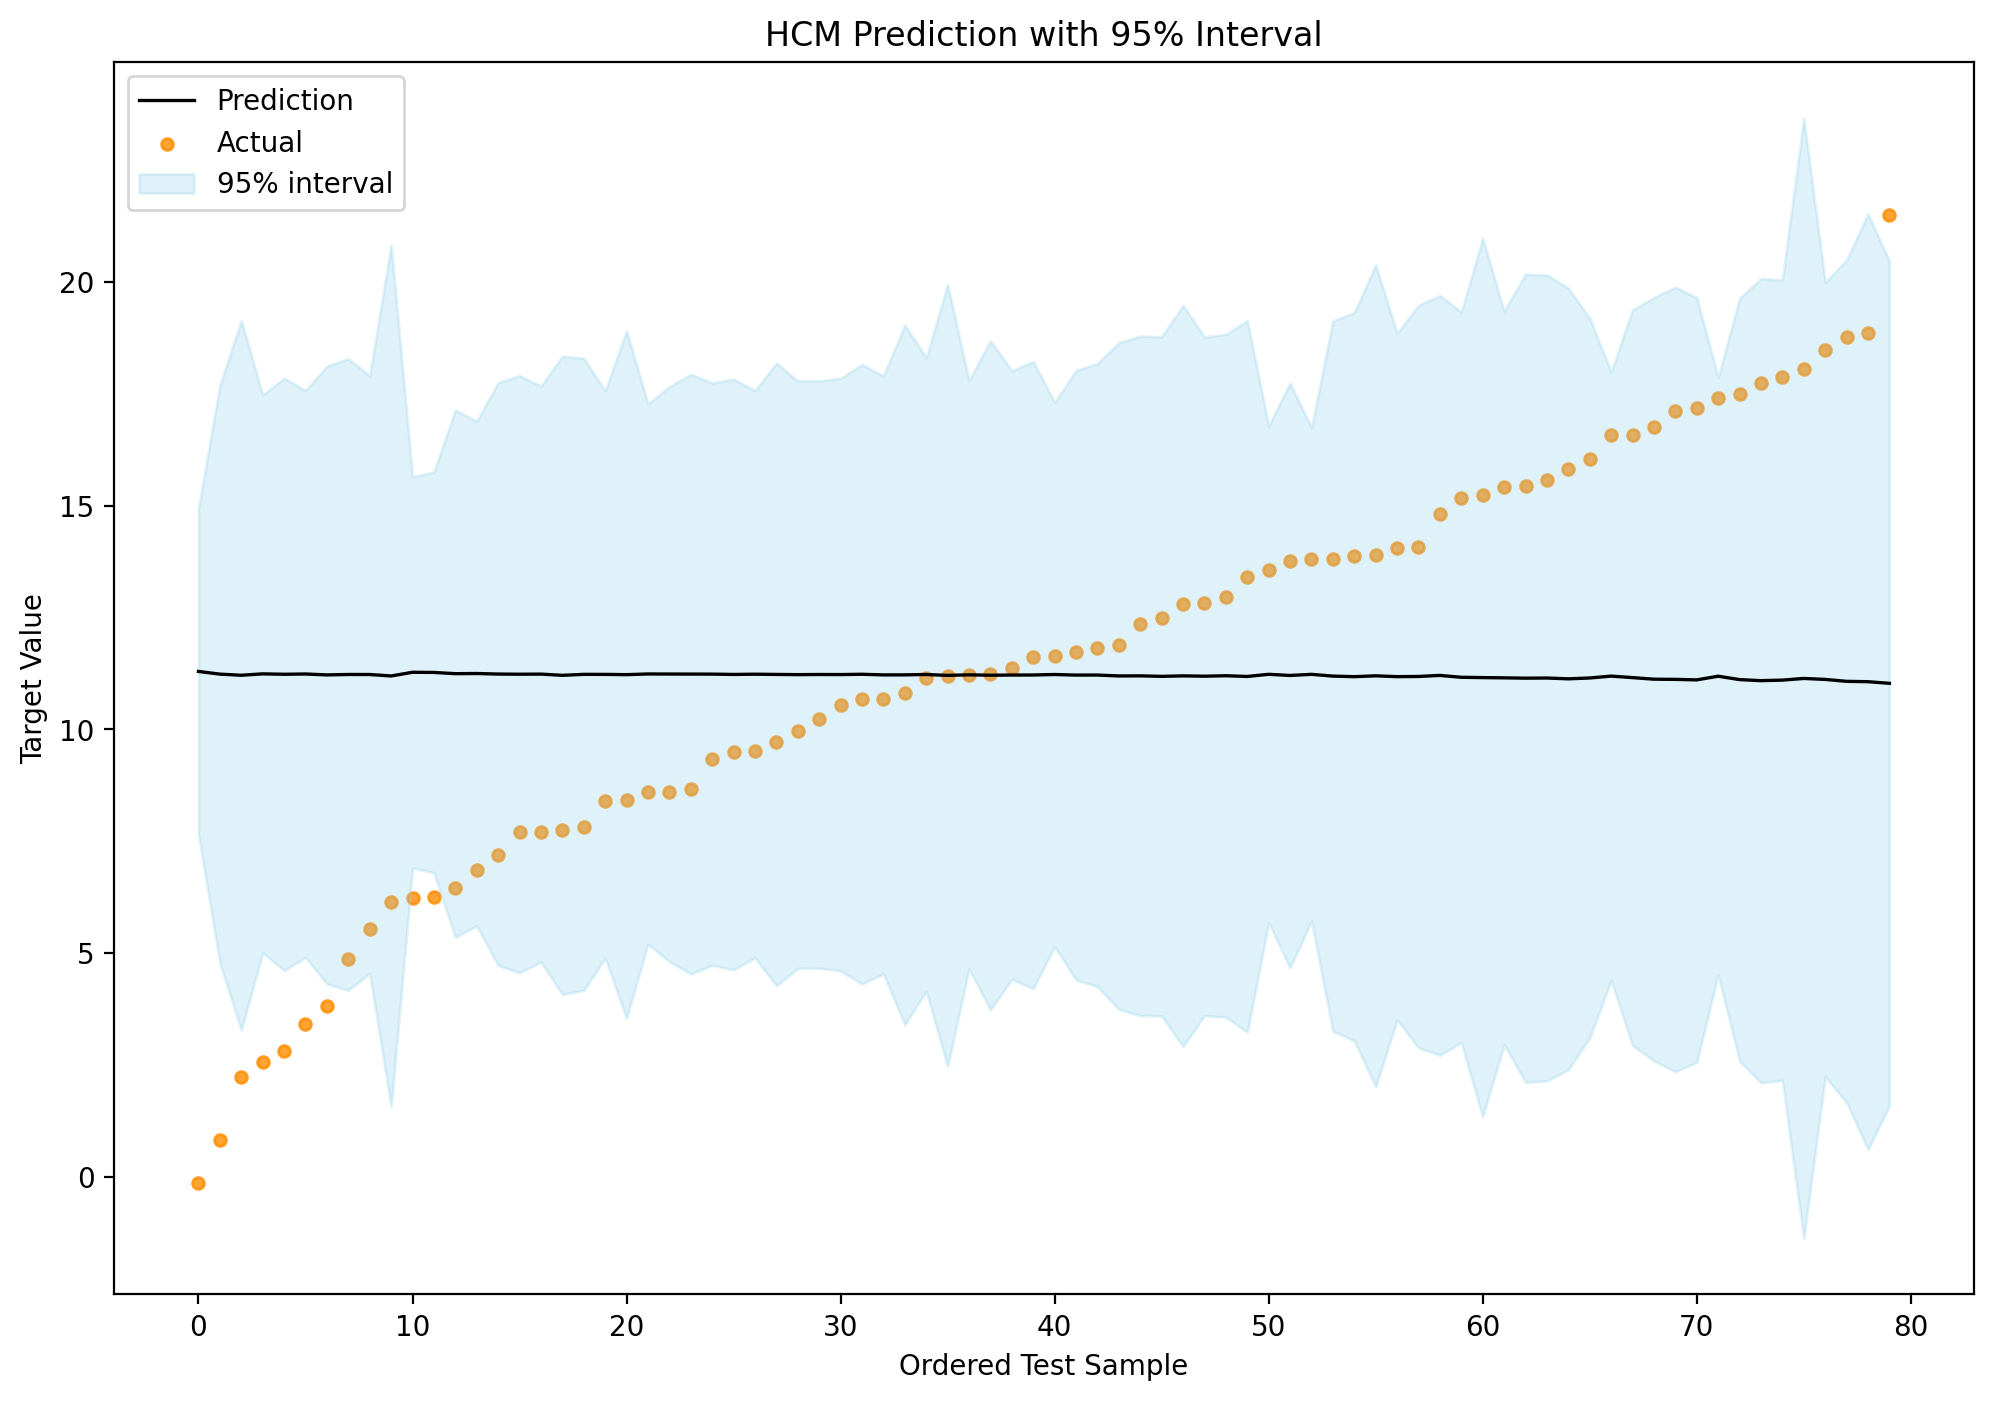 HCM Prediction with 95% Interval
Prediction
Actual
95% interval
Target Value
20
15
10
5
0
0 10 20 30 40 50 60 70 80
Ordered Test Sample